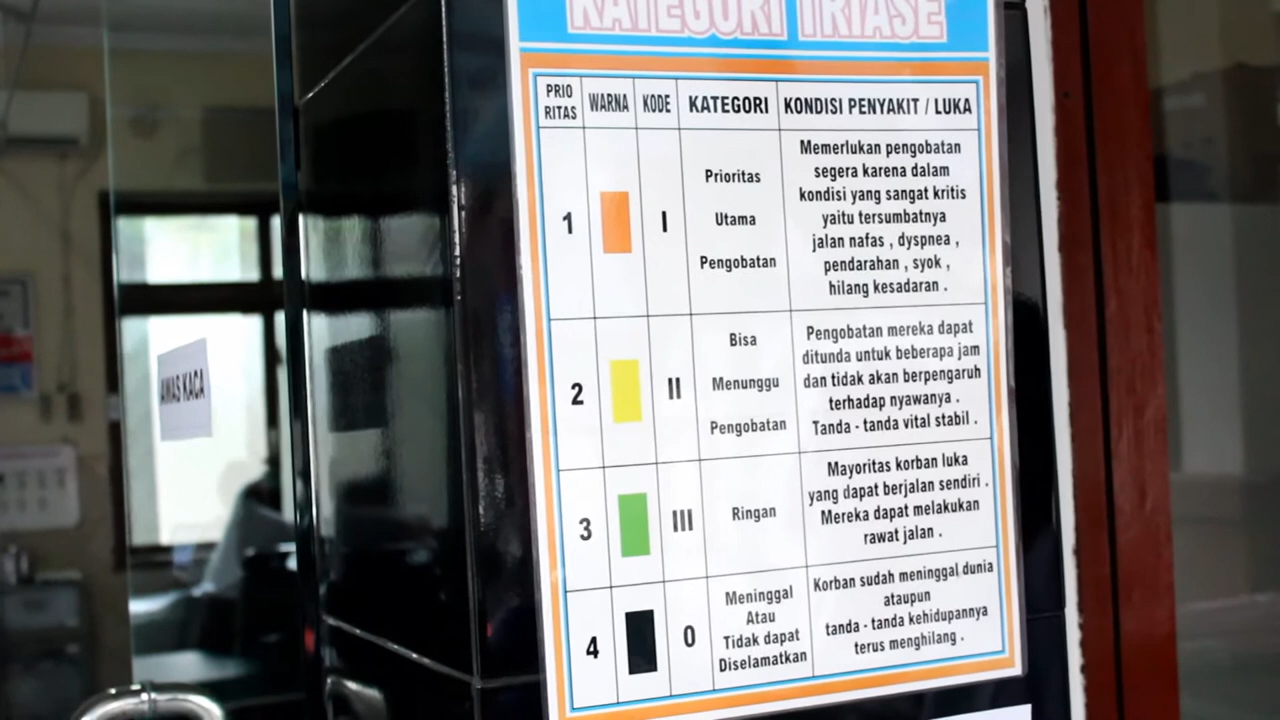 KATEGORI TRIASE
PRIO
RITAS
WARNA
KODE
KATEGORI
KONDISI PENYAKIT / LUKA
1
I
Prioritas
Utama
Pengobatan
Memerlukan pengobatan
segera karena dalam
kondisi yang sangat kritis
yaitu tersumbatnya
jalan nafas , dyspnea ,
pendarahan , syok ,
hilang kesadaran .
2
II
Bisa
Menunggu
Pengobatan
Pengobatan mereka dapat
ditunda untuk beberapa jam
dan tidak akan berpengaruh
terhadap nyawanya .
Tanda - tanda vital stabil .
3
III
Ringan
Mayoritas korban luka
yang dapat berjalan sendiri .
Mereka dapat melakukan
rawat jalan .
4
0
Meninggal
Atau
Tidak dapat
Diselamatkan
Korban sudah meninggal dunia
ataupun
tanda - tanda kehidupannya
terus menghilang .
AWAS KACA